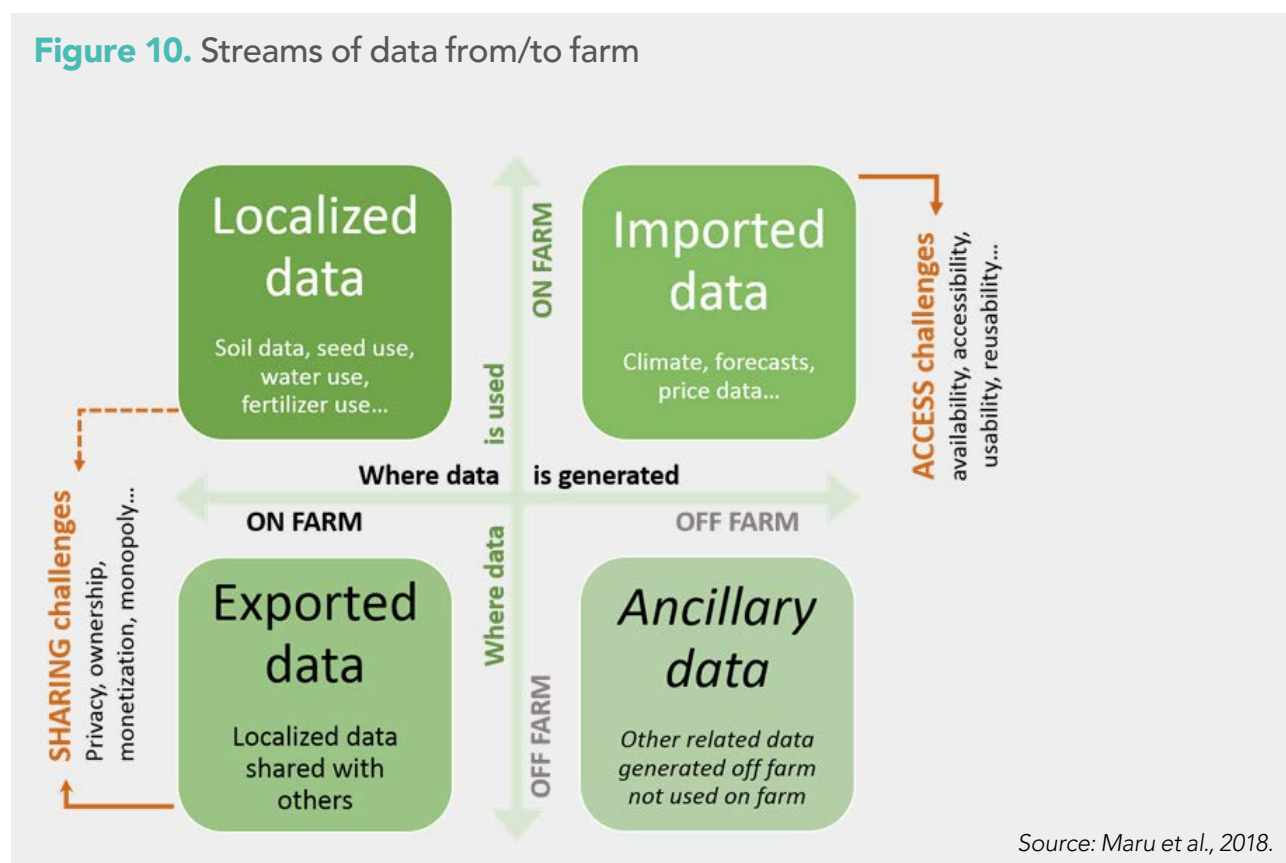 Figure 10. Streams of data from/to farm
Localized
data
Soil data, seed use,
water use,
fertilizer use…
ON FARM
is used
Imported
data
Climate, forecasts,
price data…
ACCESS challenges
availability, accessibility,
usability, reusability…
Where data is generated
ON FARM
OFF FARM
SHARING challenges
Privacy, ownership,
monetization, monopoly…
Exported
data
Localized data
shared with
others
Where data
OFF FARM
Ancillary
data
Other related data
generated off farm
not used on farm
Source: Maru et al., 2018.